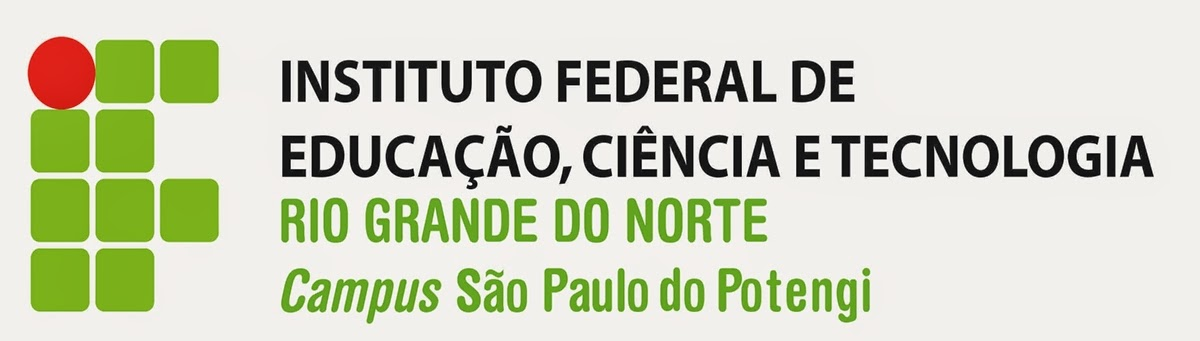 INSTITUTO FEDERAL DE
EDUCAÇÃO, CIÊNCIA E TECNOLOGIA
RIO GRANDE DO NORTE
Campus São Paulo do Potengi